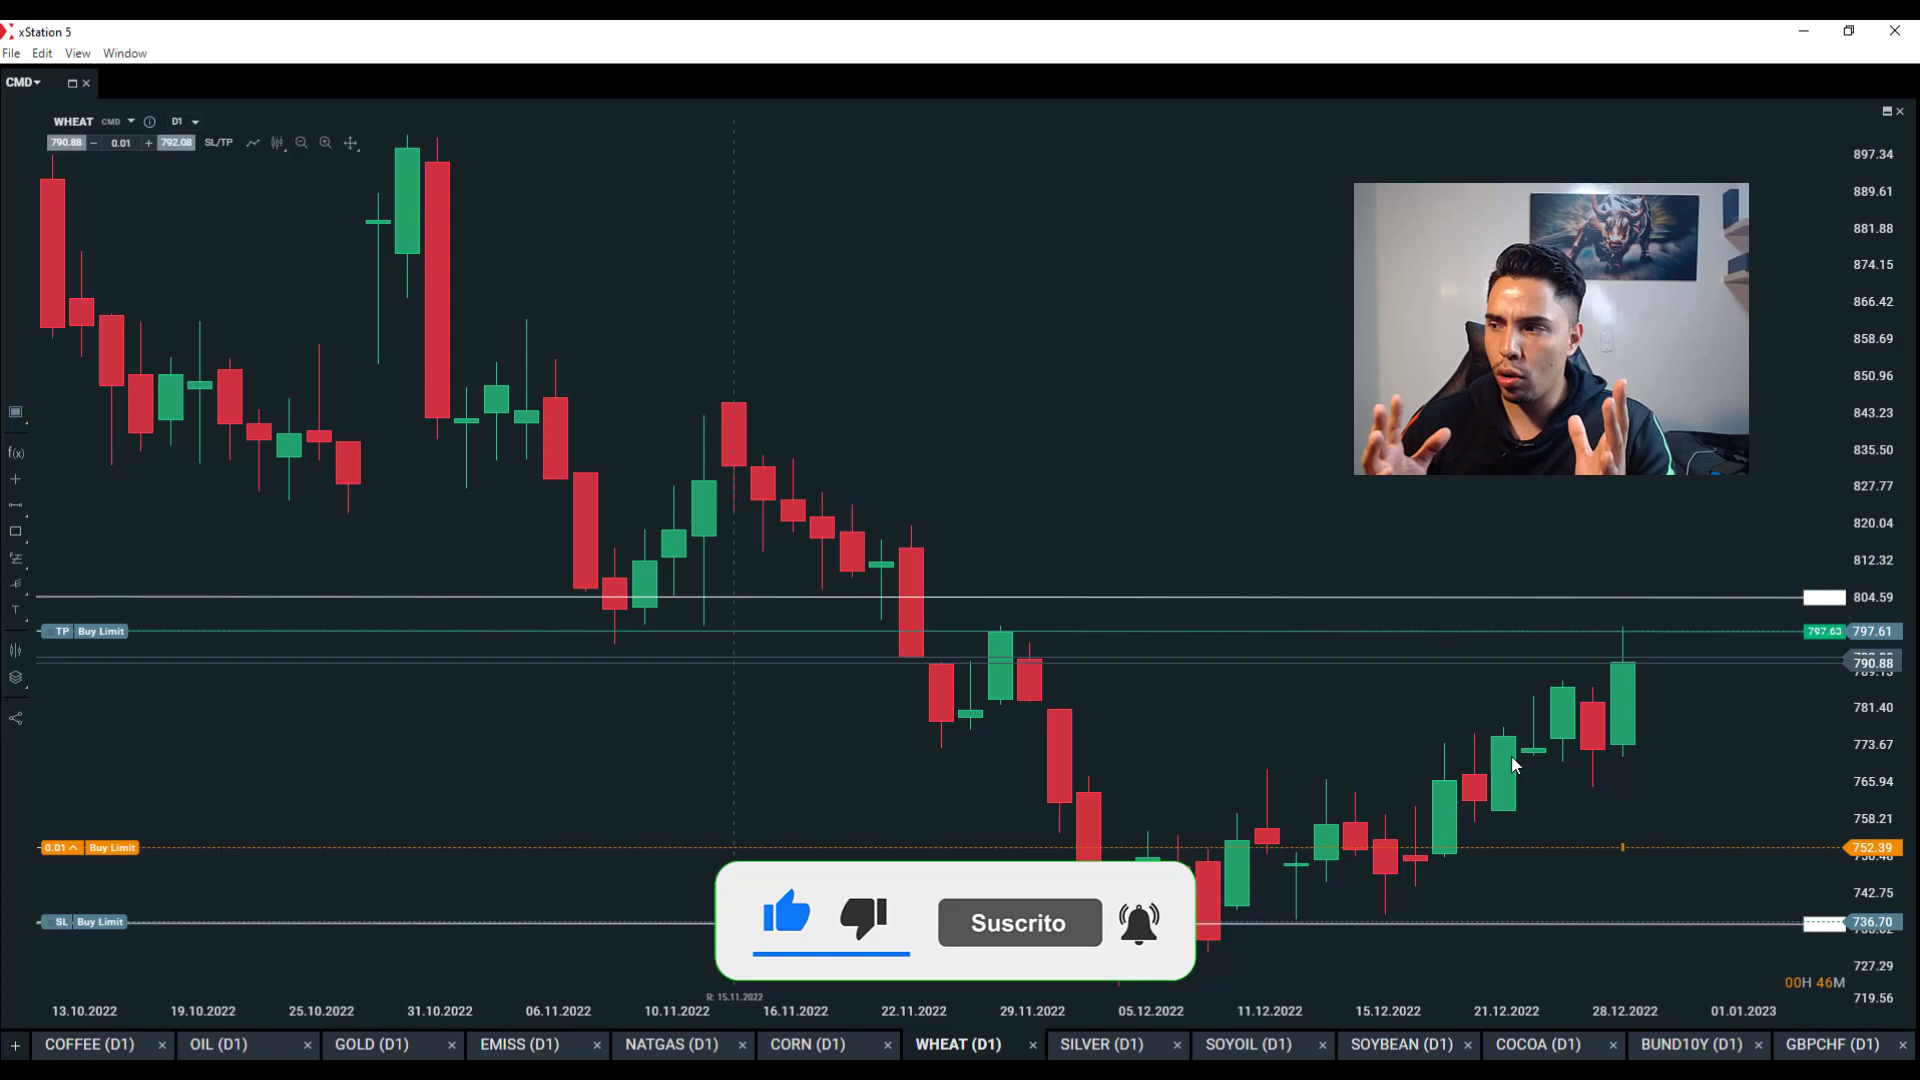 xStation 5
File Edit View Window
CMD
WHEAT CMD D1
790.88 − 0.01 + 792.08 SL/TP
897.34
889.61
881.88
874.15
866.42
858.69
850.96
843.23
835.50
827.77
820.04
812.32
804.59
TP Buy Limit 797.63 797.61
790.88
781.40
773.67
765.94
758.21
0.01 Buy Limit 752.39
742.75
SL Buy Limit 736.70
727.29
719.56
f(x)
T
Suscrito
00H 46M
R: 15.11.2022
13.10.2022 19.10.2022 25.10.2022 31.10.2022 06.11.2022 10.11.2022 16.11.2022 22.11.2022 29.11.2022 05.12.2022 11.12.2022 15.12.2022 21.12.2022 28.12.2022 01.01.2023
+ COFFEE (D1) × OIL (D1) × GOLD (D1) × EMISS (D1) × NATGAS (D1) × CORN (D1) × WHEAT (D1) × SILVER (D1) × SOYOIL (D1) × SOYBEAN (D1) × COCOA (D1) × BUND10Y (D1) × GBPCHF (D1) ×